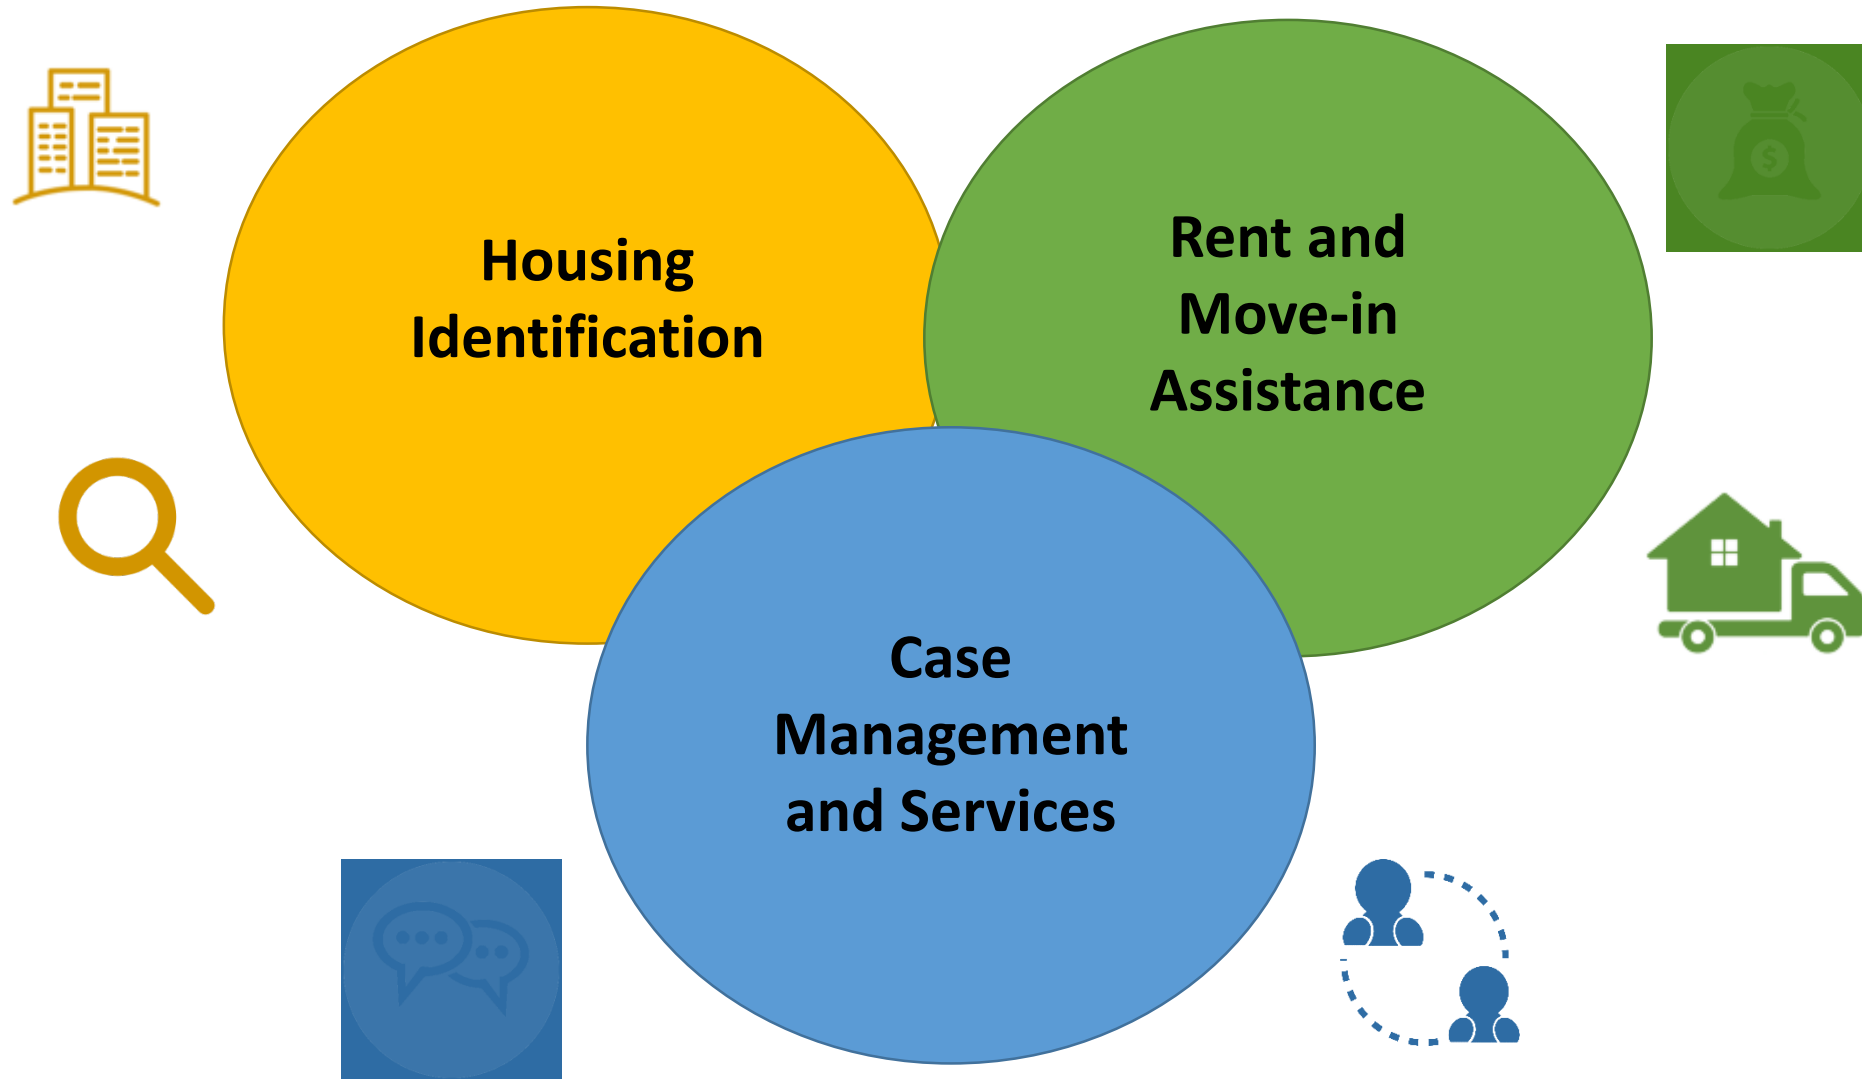 Housing
Identification
Rent and
Move-in
Assistance
$
Case
Management
and Services